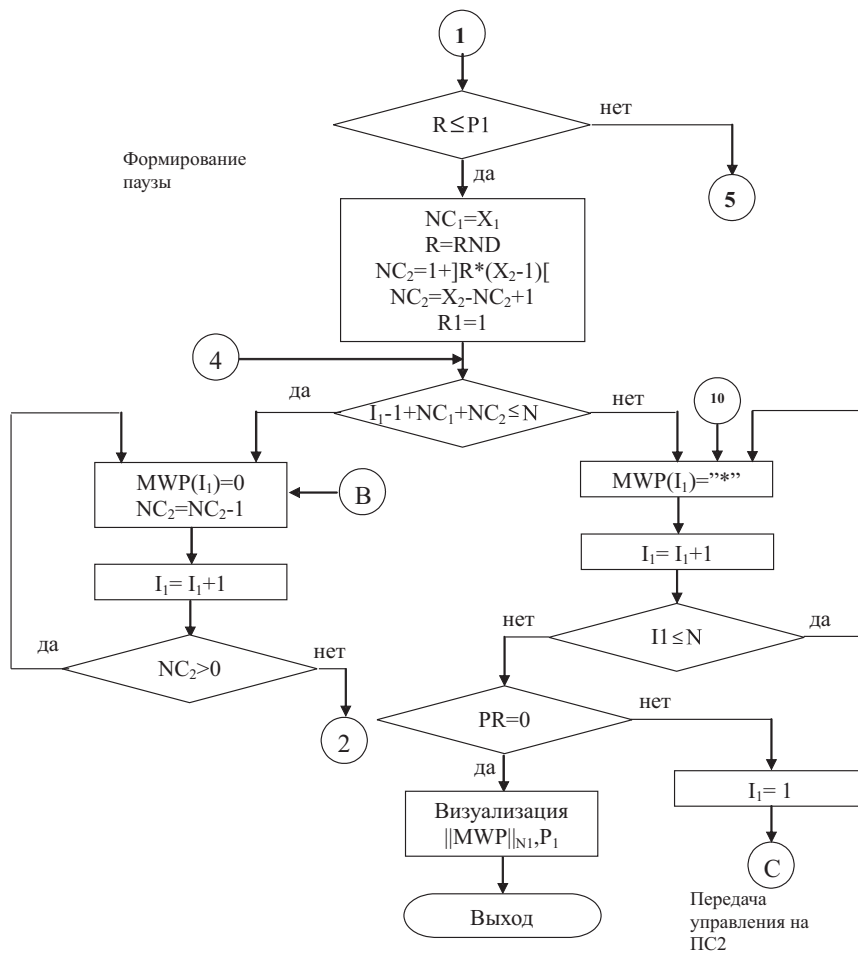 1
R≤P1
нет
да
5
Формирование
паузы
NC₁=X₁
R=RND
NC₂=1+]R*(X₂-1)[
NC₂=X₂-NC₂+1
R1=1
4
I₁-1+NC₁+NC₂≤N
да
нет
10
MWP(I₁)=0
NC₂=NC₂-1
B
MWP(I₁)=”*”
I₁= I₁+1
I₁= I₁+1
I1≤N
нет
да
NC₂>0
да
нет
2
PR=0
нет
да
I₁= 1
Визуализация
||MWP||N1,P₁
C
Выход
Передача
управления на
ПС2